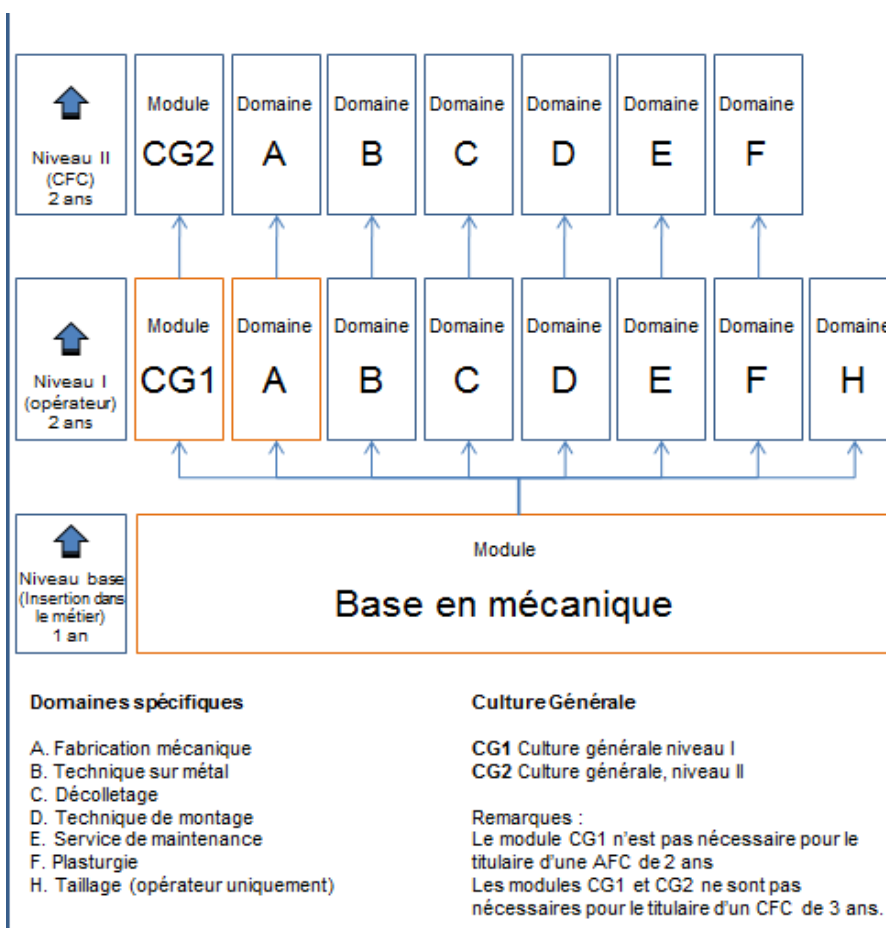 Niveau II
(CFC)
2 ans
Module
CG2
Domaine
A
Domaine
B
Domaine
C
Domaine
D
Domaine
E
Domaine
F
Niveau I
(opérateur)
2 ans
Module
CG1
Domaine
A
Domaine
B
Domaine
C
Domaine
D
Domaine
E
Domaine
F
Domaine
H
Niveau base
(Insertion dans
le métier)
1 an
Module
Base en mécanique
Domaines spécifiques
A. Fabrication mécanique
B. Technique sur métal
C. Décolletage
D. Technique de montage
E. Service de maintenance
F. Plasturgie
H. Taillage (opérateur uniquement)
Culture Générale
CG1 Culture générale niveau I
CG2 Culture générale, niveau II
Remarques :
Le module CG1 n'est pas nécessaire pour le
titulaire d'une AFC de 2 ans
Les modules CG1 et CG2 ne sont pas
nécessaires pour le titulaire d'un CFC de 3 ans.